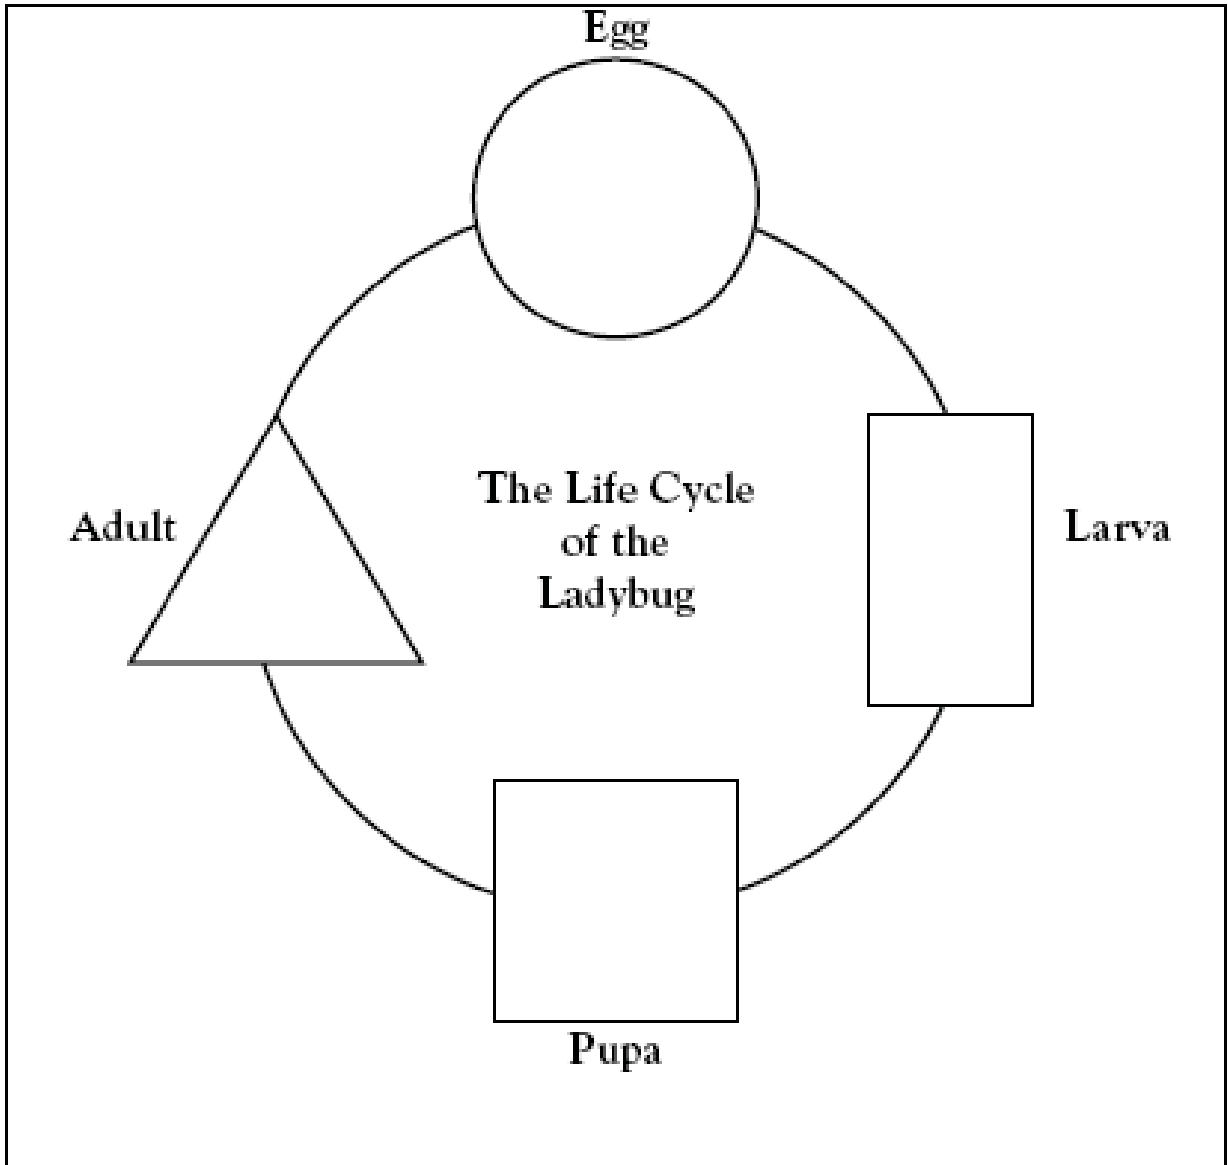 Egg
Adult
The Life Cycle
of the
Ladybug
Larva
Pupa